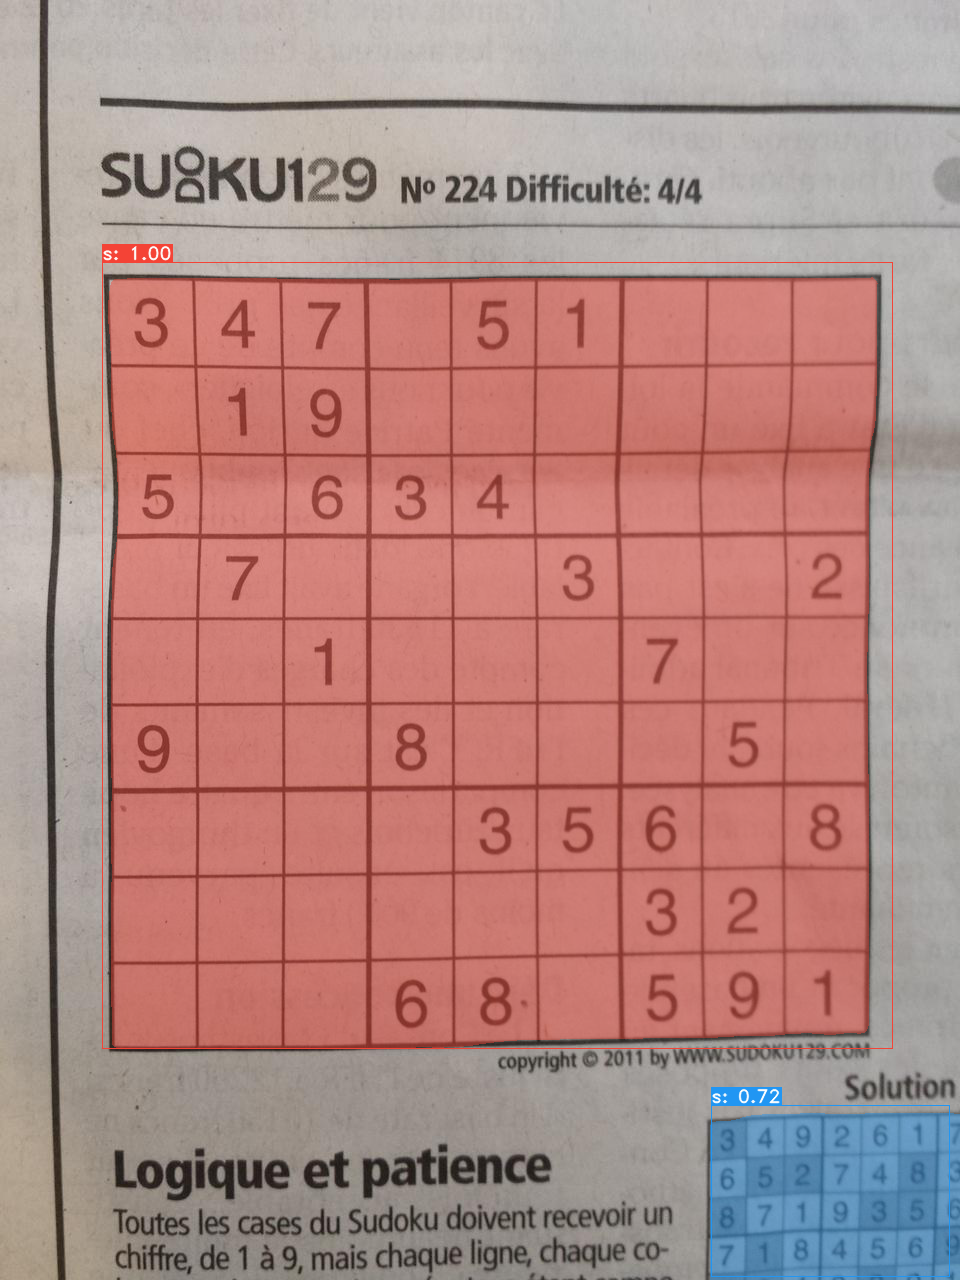 SUDOKU129 Nº 224 Difficulté: 4/4
s: 1.00
3 4 7 5 1
1 9
5 6 3 4
7 3 2
1 7
9 8 5
3 5 6 8
3 2
6 8 5 9 1
copyright © 2011 by WWW.SUDOKU129.COM
Solution
s: 0.72
3 4 9 2 6 1 7
6 5 2 7 4 8 3
8 7 1 9 3 5 6
7 1 8 4 5 6 9
Logique et patience
Toutes les cases du Sudoku doivent recevoir un
chiffre, de 1 à 9, mais chaque ligne, chaque co-